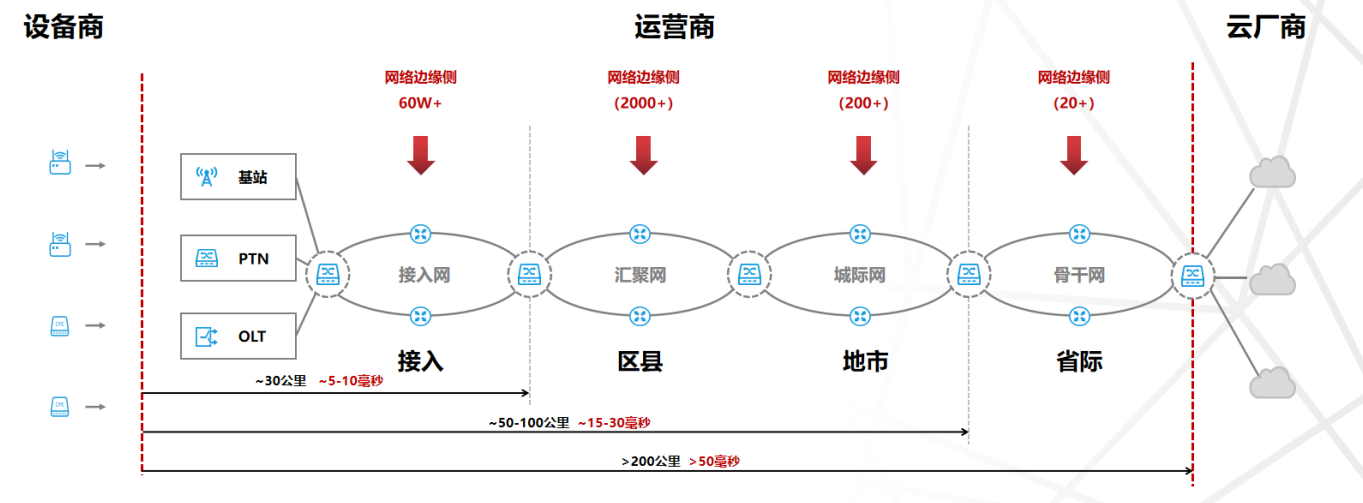 设备商
运营商
云厂商
网络边缘侧
60W+
网络边缘侧
（2000+）
网络边缘侧
（200+）
网络边缘侧
（20+）
基站
PTN
OLT
接入网
汇聚网
城际网
骨干网
接入
区县
地市
省际
~30公里 ~5-10毫秒
~50-100公里 ~15-30毫秒
>200公里 >50毫秒
CPE
CPE